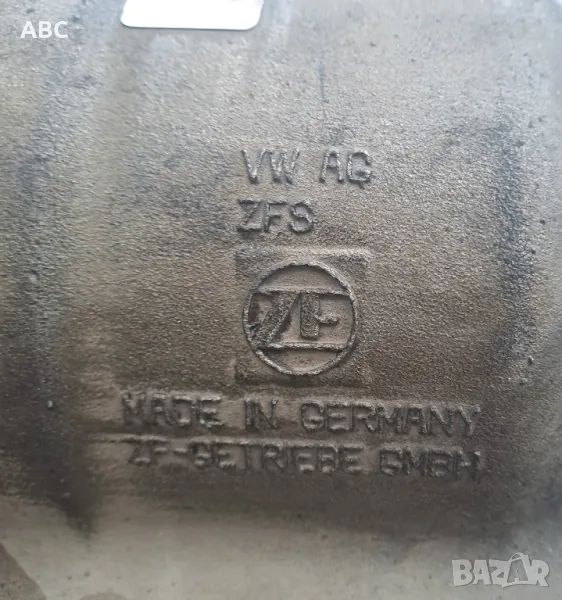 ABC
VW AG
ZFS
ZF
MADE IN GERMANY
ZF-GETRIEBE GMBH
BAZAR